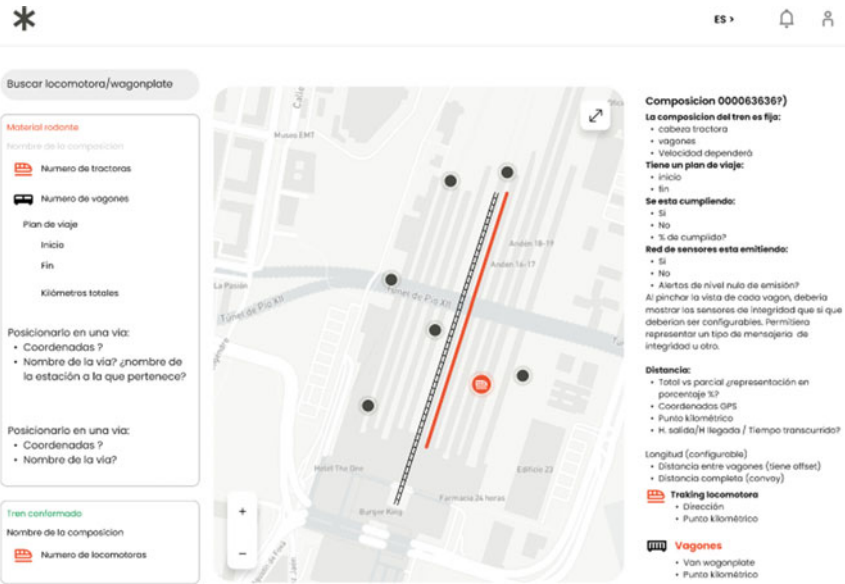 ES >
Buscar locomotora/wagonplate
Material rodante
Nombre de la composicion
Numero de tractoras
Numero de vagones
Plan de viaje
Inicio
Fin
Kilómetros totales
Posicionarlo en una via:
• Coordenadas ?
• Nombre de la via? ¿nombre de
la estación a la que pertenece?
Posicionarlo en una via:
• Coordenadas ?
• Nombre de la via?
Tren conformado
Nombre de la composicion
Numero de locomotoras
Calle
Museo EMT
Anden 18-19
Anden 16-17
La Pasión
Túnel de Pío XII
Túnel de Pío XII
Hotel The One
Edificio 23
Farmacia 24 horas
Burger King
+
−
Composicion 000063636?)
La composicion del tren es fija:
• cabeza tractora
• vagones
• Velocidad dependerá
Tiene un plan de viaje:
• inicio
• fin
Se esta cumpliendo:
• Si
• No
• % de cumplido?
Red de sensores esta emitiendo:
• Si
• No
• Alertos de nivel nulo de emisión?
Al pinchar la vista de cada vagon, deberia
mostrar los sensores de integridad que si que
deberian ser configurables. Permitiera
representar un tipo de mensajeria de
integridad u otro.
Distancia:
• Total vs parcial ¿representación en
porcentaje %?
• Coordenadas GPS
• Punto kilométrico
• H. salida/H llegada / Tiempo transcurrido?
Longitud (configurable)
• Distancia entre vagones (tiene offset)
• Distancia completa (convoy)
Traking locomotora
• Dirección
• Punto kilométrico
Vagones
• Van wagonplate
• Punto kilométrico